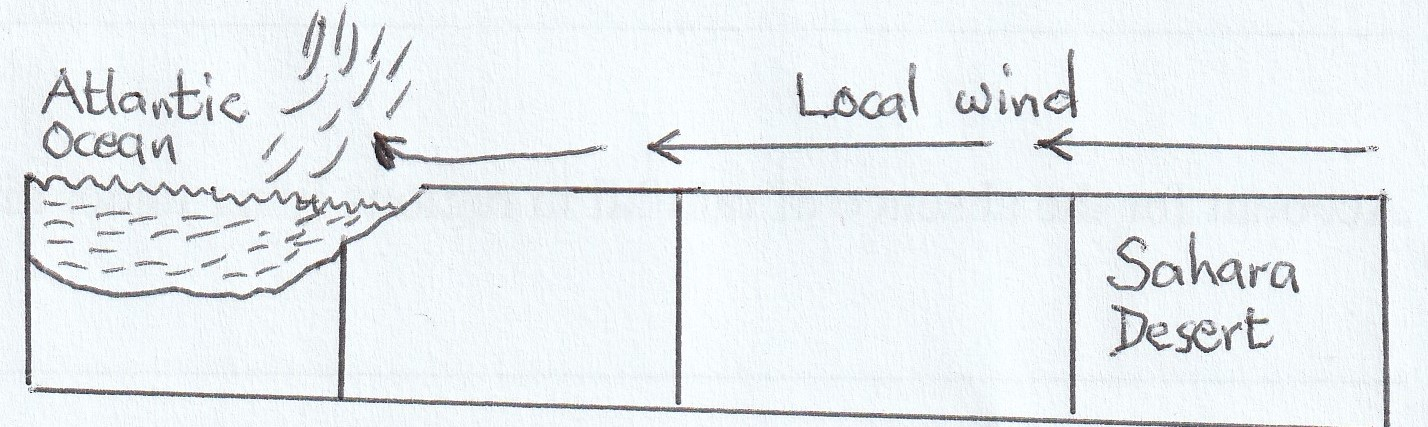 Atlantic
Ocean
Local wind
Sahara
Desert